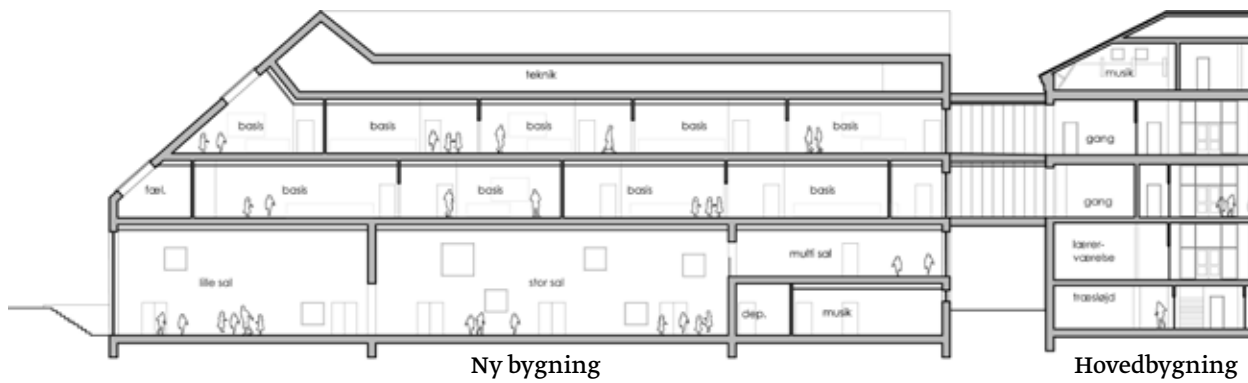 teknik
musik
basis basis basis basis basis
gang
fæl. basis basis basis basis
gang
lille sal stor sal multi sal
lærer-
værelse
dep. musik
træsløjd
Ny bygning Hovedbygning